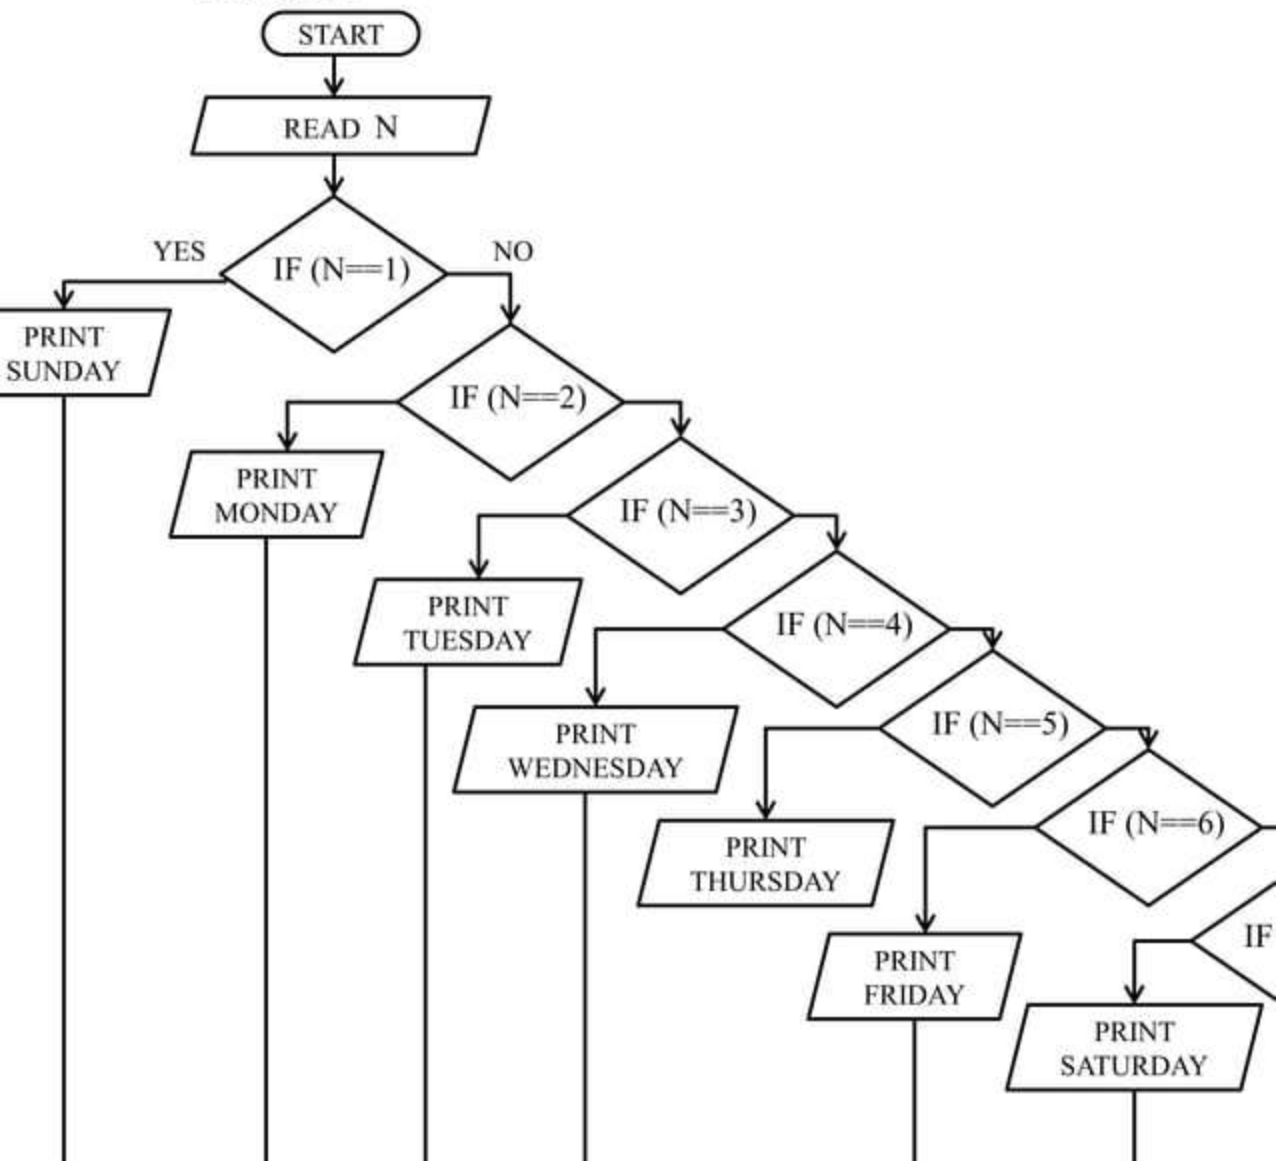 START
READ N
YES
IF (N==1)
NO
PRINT
SUNDAY
IF (N==2)
PRINT
MONDAY
IF (N==3)
PRINT
TUESDAY
IF (N==4)
PRINT
WEDNESDAY
IF (N==5)
PRINT
THURSDAY
IF (N==6)
PRINT
FRIDAY
IF
PRINT
SATURDAY